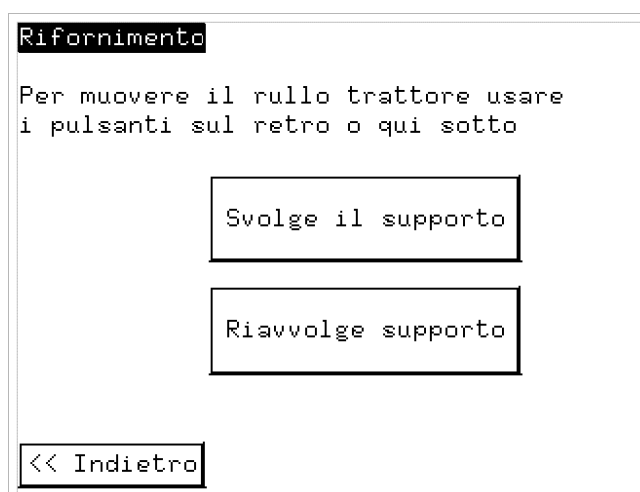 Rifornimento
Per muovere il rullo trattore usare
i pulsanti sul retro o qui sotto
Svolge il supporto
Riavvolge supporto
<< Indietro